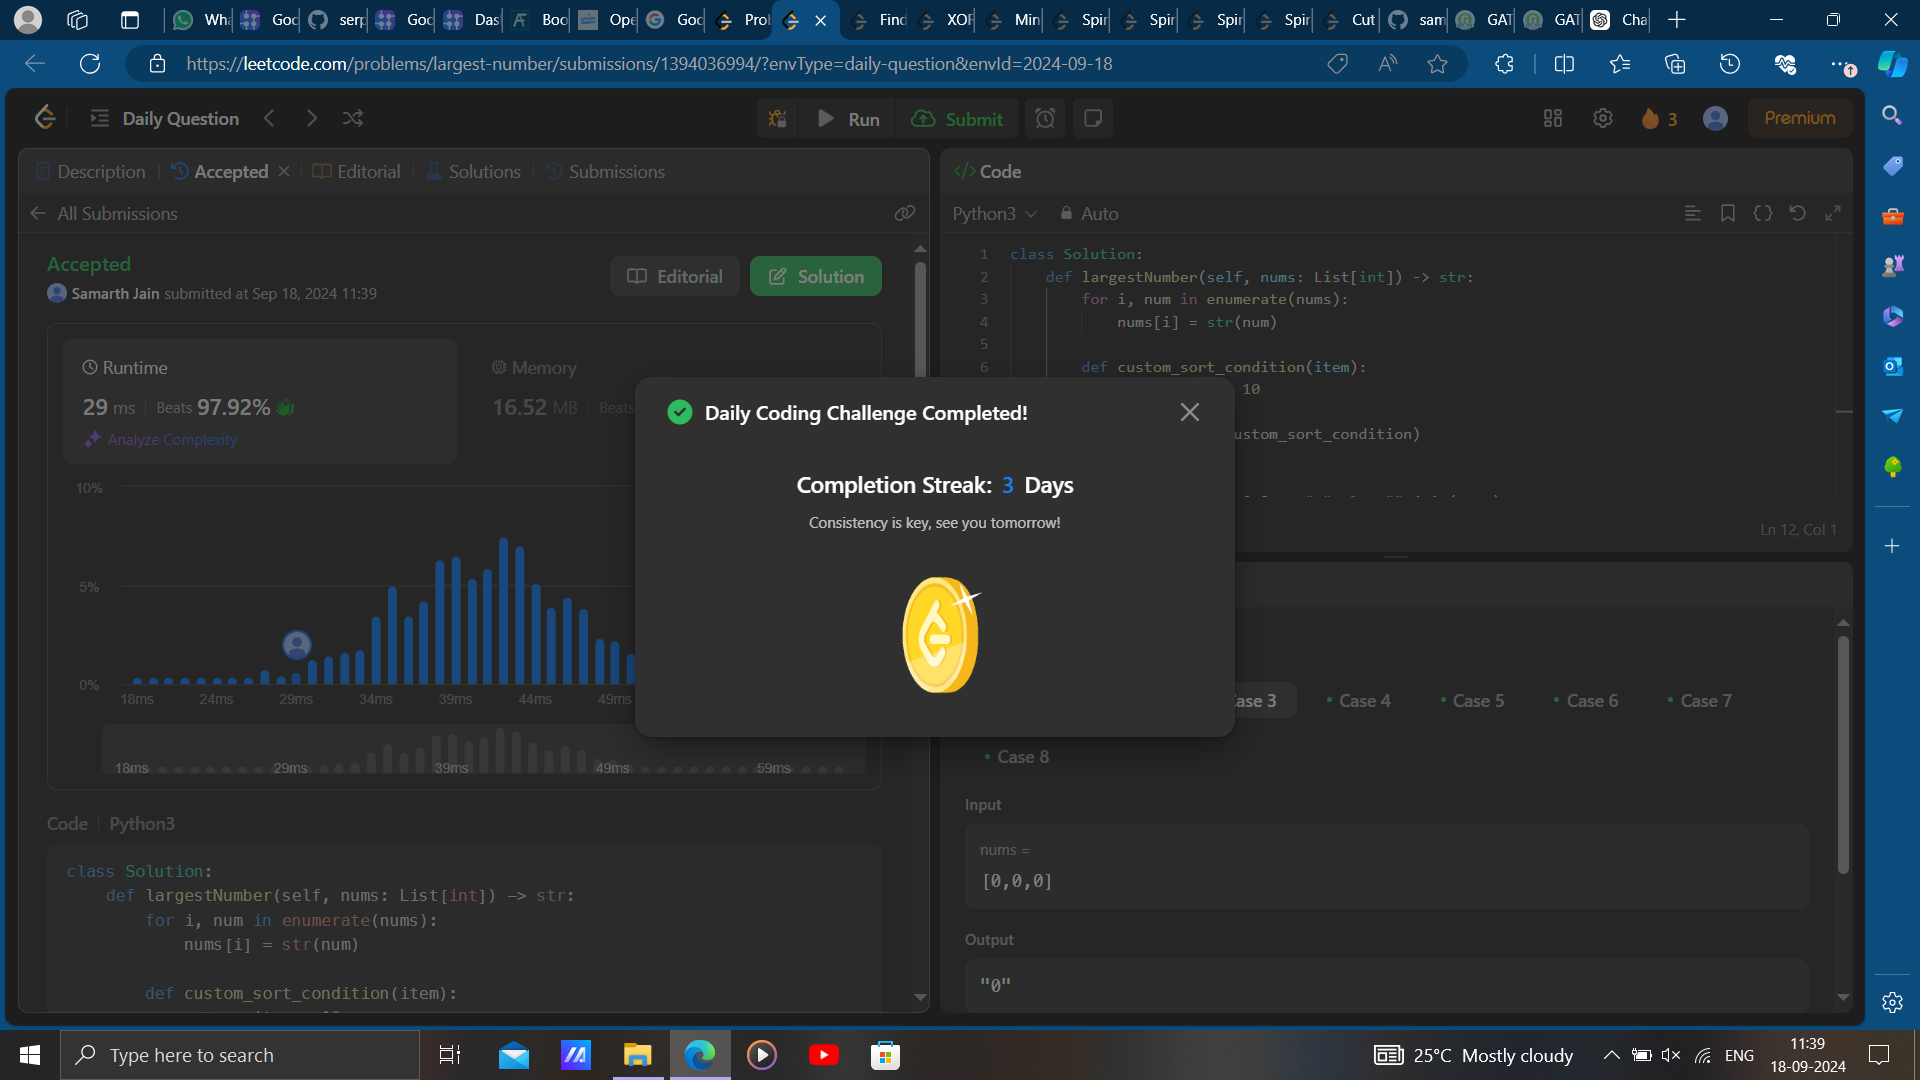 Wha
Goo
serp
Goo
Das
Boo
Ope
Goo
Pro
Find
XOR
Min
Spir
Spir
Spir
Spir
Cut
sam
GAT
GAT
Cha
https://leetcode.com/problems/largest-number/submissions/1394036994/?envType=daily-question&envId=2024-09-18
Daily Question
Run
Submit
3
Premium
Description
Accepted
Editorial
Solutions
Submissions
All Submissions
Accepted
Samarth Jain submitted at Sep 18, 2024 11:39
Editorial
Solution
Runtime
29 ms | Beats 97.92%
Analyze Complexity
Memory
16.52 MB | Beats
10%
5%
0%
18ms 24ms 29ms 34ms 39ms 44ms 49ms
18ms 29ms 39ms 49ms 59ms
Code | Python3
class Solution:
def largestNumber(self, nums: List[int]) -> str:
for i, num in enumerate(nums):
nums[i] = str(num)
def custom_sort_condition(item):
Daily Coding Challenge Completed!
Completion Streak: 3 Days
Consistency is key, see you tomorrow!
Code
Python3
Auto
1 class Solution:
2 def largestNumber(self, nums: List[int]) -> str:
3 for i, num in enumerate(nums):
4 nums[i] = str(num)
5
6 def custom_sort_condition(item):
10
ustom_sort_condition)
Ln 12, Col 1
ase 3
Case 4
Case 5
Case 6
Case 7
Case 8
Input
nums =
[0,0,0]
Output
"0"
Type here to search
25°C Mostly cloudy
ENG
11:39
18-09-2024